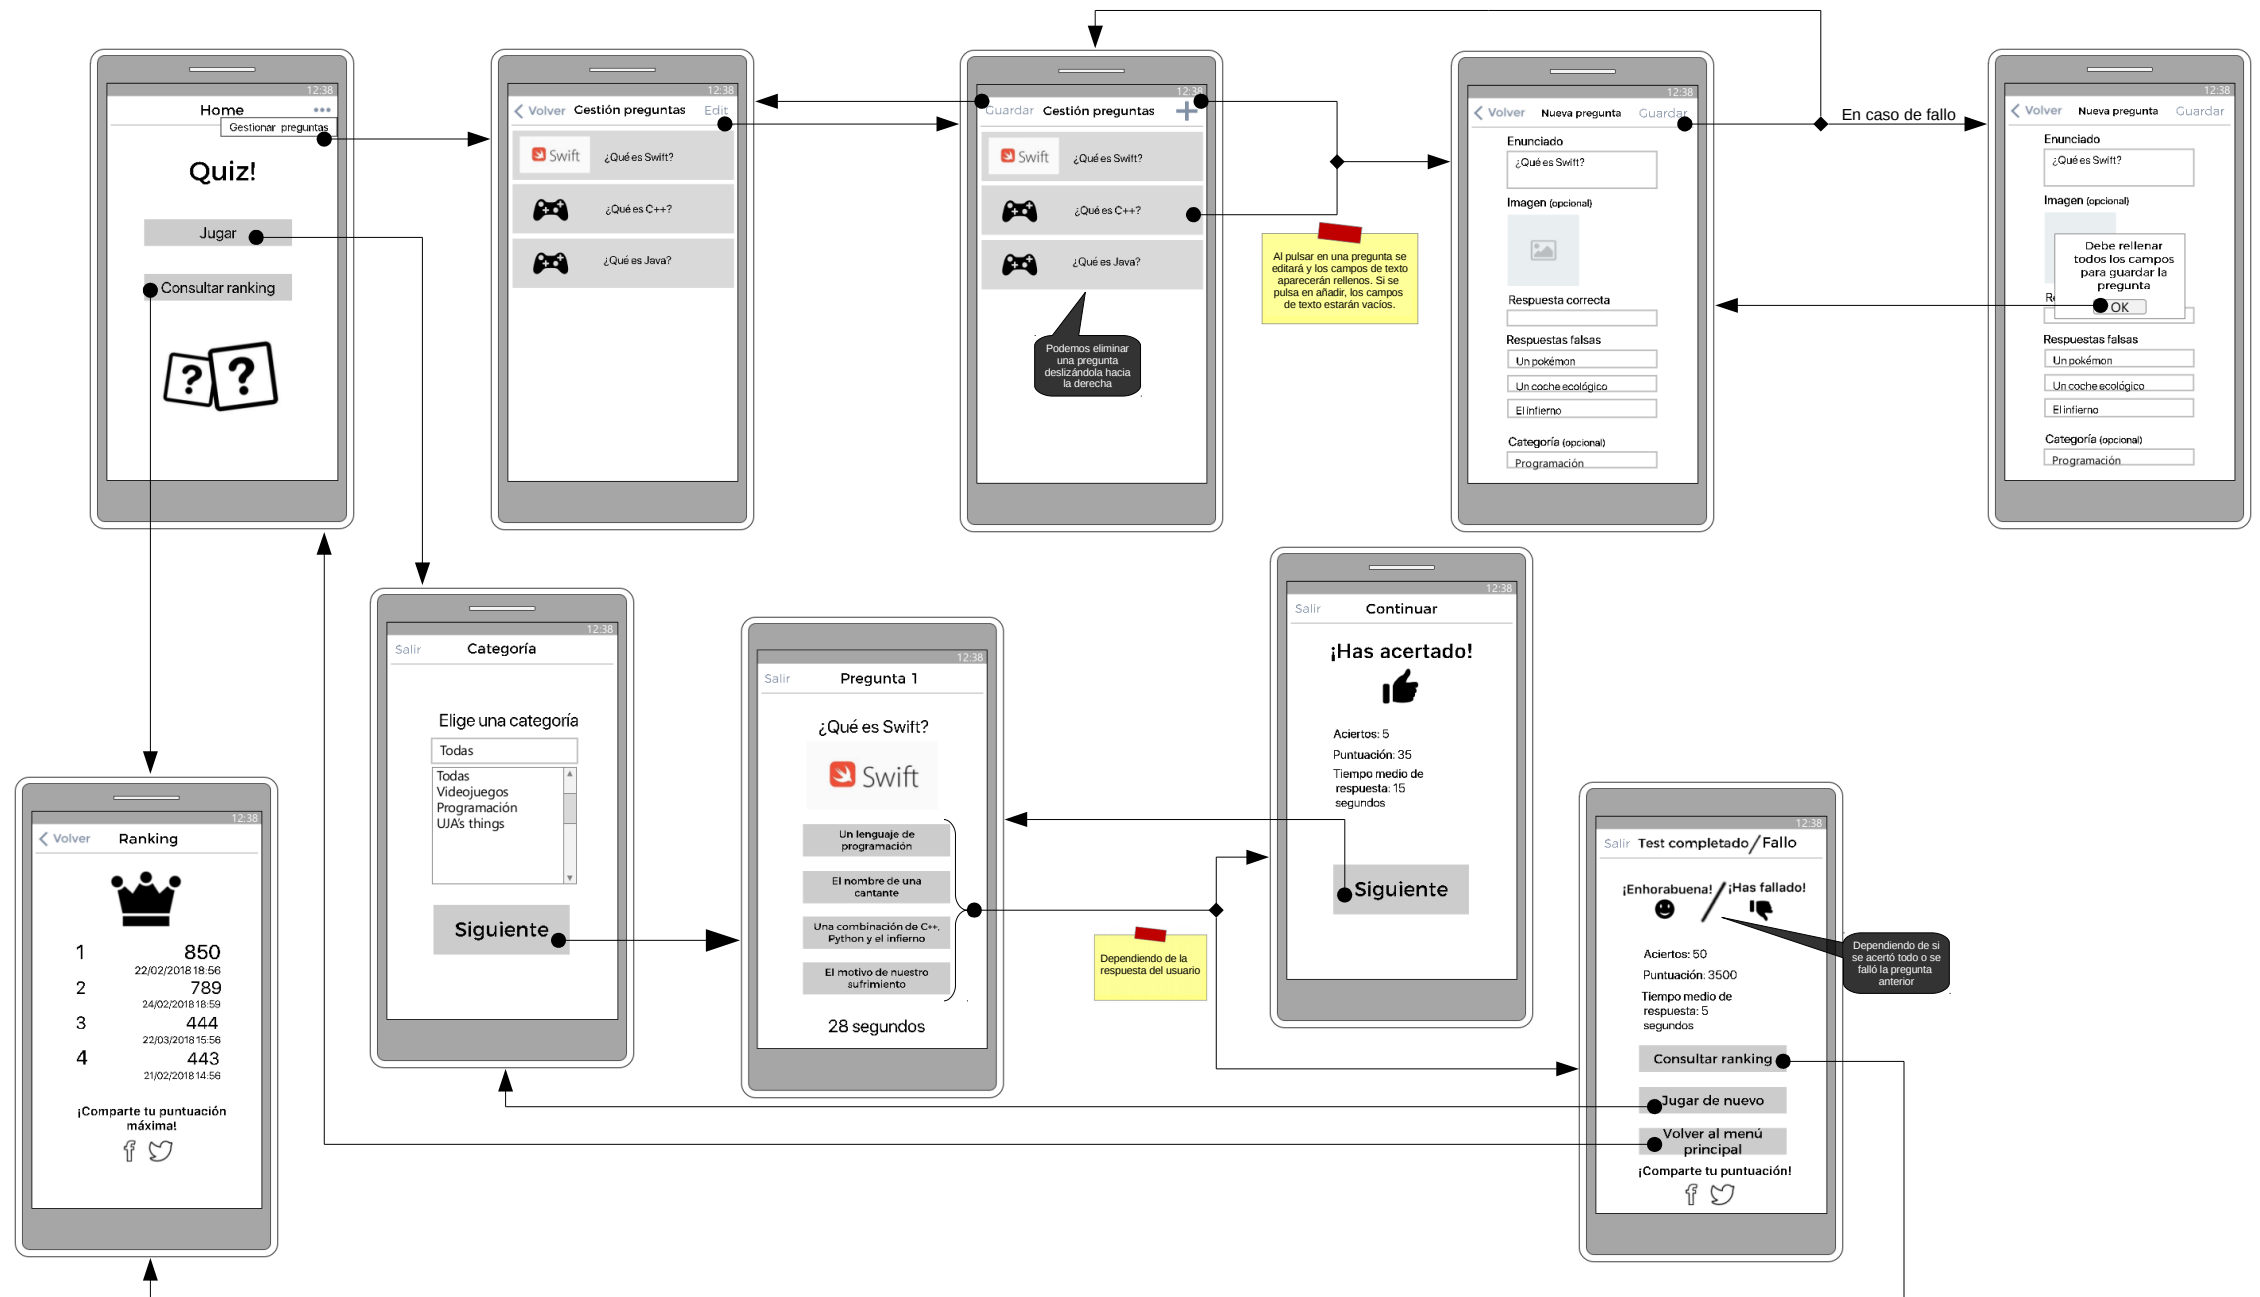 12:38
Home
Gestionar preguntas
Quiz!
Jugar
Consultar ranking
12:38
Volver Gestión preguntas Edit
Swift ¿Qué es Swift?
¿Qué es C++?
¿Qué es Java?
12:38
Guardar Gestión preguntas
Swift ¿Qué es Swift?
¿Qué es C++?
¿Qué es Java?
Podemos eliminar
una pregunta
deslizándola hacia
la derecha
Al pulsar en una pregunta se
editará y los campos de texto
aparecerán rellenos. Si se
pulsa en añadir, los campos
de texto estarán vacíos.
12:38
Volver Nueva pregunta Guardar
Enunciado
¿Qué es Swift?
Imagen (opcional)
Respuesta correcta
Respuestas falsas
Un pokémon
Un coche ecológico
El infierno
Categoría (opcional)
Programación
En caso de fallo
12:38
Volver Nueva pregunta Guardar
Enunciado
¿Qué es Swift?
Imagen (opcional)
Debe rellenar
todos los campos
para guardar la
pregunta
OK
Respuestas falsas
Un pokémon
Un coche ecológico
El infierno
Categoría (opcional)
Programación
12:38
Volver Ranking
1 850
22/02/2018 18:56
2 789
24/02/2018 18:59
3 444
22/03/2018 15:56
4 443
21/02/2018 14:56
¡Comparte tu puntuación
máxima!
12:38
Salir Categoría
Elige una categoría
Todas
Todas
Videojuegos
Programación
UJA's things
Siguiente
12:38
Salir Pregunta 1
¿Qué es Swift?
Swift
Un lenguaje de
programación
El nombre de una
cantante
Una combinación de C++,
Python y el infierno
El motivo de nuestro
sufrimiento
28 segundos
Dependiendo de la
respuesta del usuario
12:38
Salir Continuar
¡Has acertado!
Aciertos: 5
Puntuación: 35
Tiempo medio de
respuesta: 15
segundos
Siguiente
12:38
Salir Test completado/Fallo
¡Enhorabuena! / ¡Has fallado!
Aciertos: 50
Puntuación: 3500
Tiempo medio de
respuesta: 5
segundos
Consultar ranking
Jugar de nuevo
Volver al menú
principal
¡Comparte tu puntuación!
Dependiendo de si
se acertó todo o se
falló la pregunta
anterior